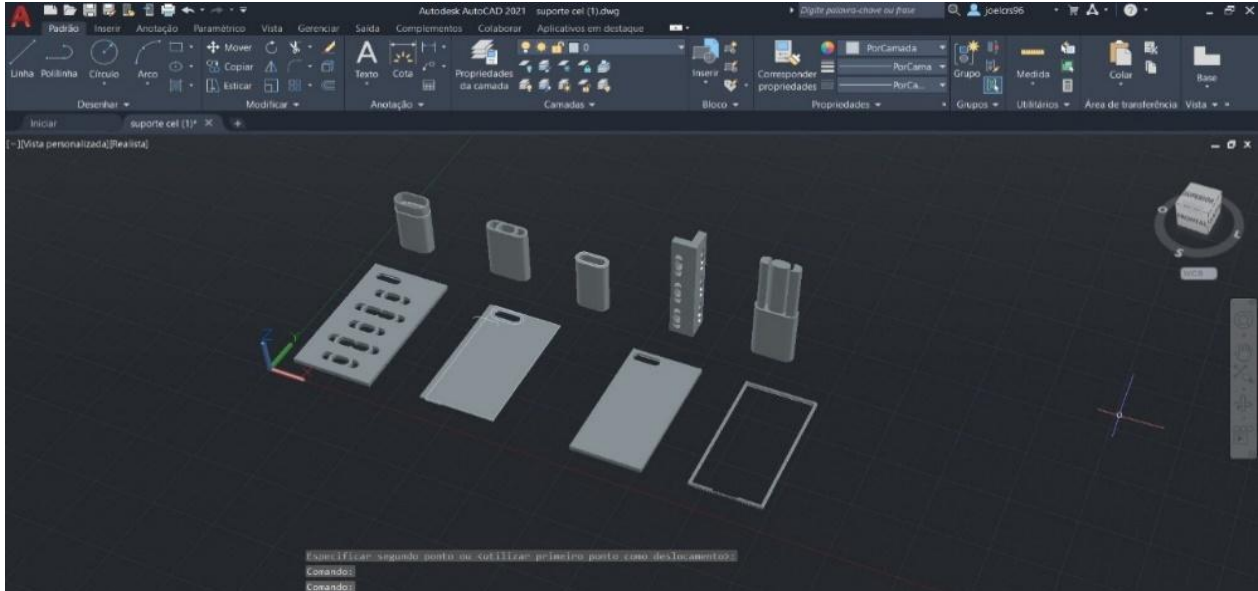 Autodesk AutoCAD 2021 suporte cel (1).dwg
Digite palavra-chave ou frase
joelcrs96
Padrão Inserir Anotação Paramétrico Vista Gerenciar Saída Complementos Colaborar Aplicativos em destaque
Linha Polilinha Círculo Arco
Mover
Copiar
Esticar
Texto Cota
Propriedades da camada
0
Inserir
Corresponder propriedades
PorCamada
PorCama
PorCa...
Grupo
Medida
Colar
Base
Desenhar Modificar Anotação Camadas Bloco Propriedades Grupos Utilitários Área de transferência Vista
Iniciar suporte cel (1)*
[-][Vista personalizada][Realista]
SUPERIOR
FRONTAL
O
S
L
WCS
Z
Y
X
Especificar segundo ponto ou <utilizar primeiro ponto como deslocamento>:
Comando:
Comando: